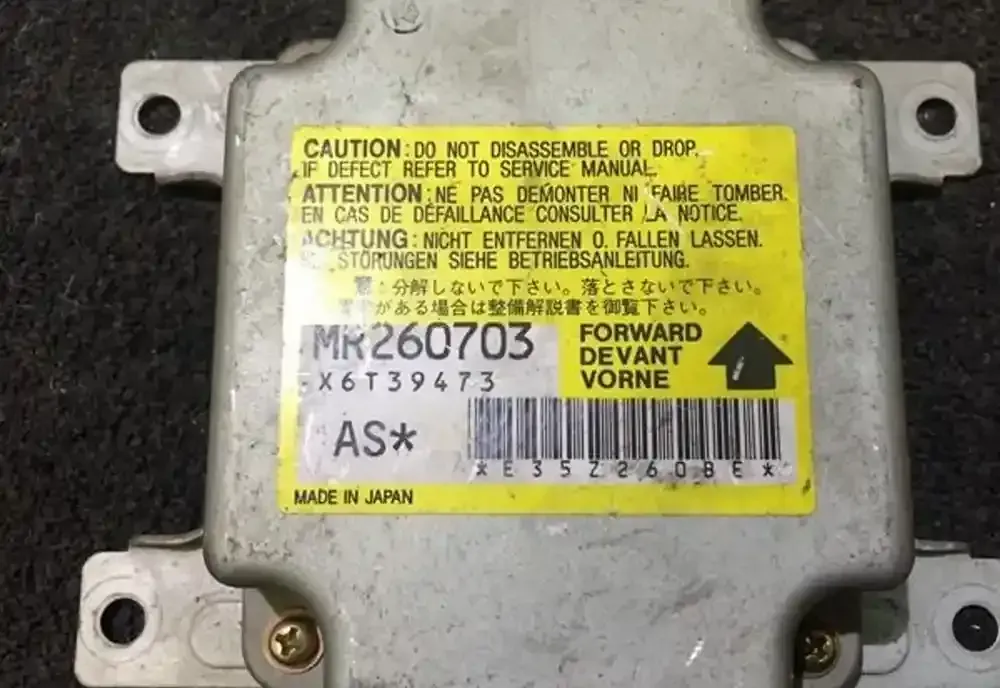 CAUTION: DO NOT DISASSEMBLE OR DROP.
IF DEFECT REFER TO SERVICE MANUAL.
ATTENTION: NE PAS DÉMONTER NI FAIRE TOMBER.
EN CAS DE DÉFAILLANCE CONSULTER LA NOTICE.
ACHTUNG: NICHT ENTFERNEN O. FALLEN LASSEN.
STÖRUNGEN SIEHE BETRIEBSANLEITUNG.
:分解しないで下さい。落とさないで下さい。
がある場合は整備解説書を御覧下さい。
MR260703
X6T39473
FORWARD
DEVANT
VORNE
AS*
*E35Z260BE*
MADE IN JAPAN